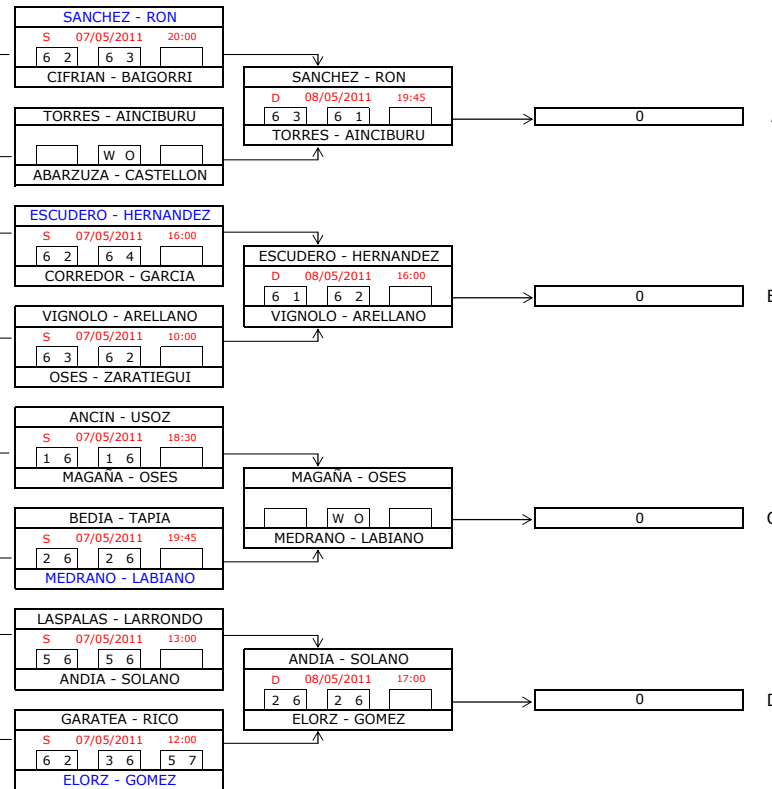 SANCHEZ - RON
S 07/05/2011 20:00
6 2 6 3
CIFRIAN - BAIGORRI
TORRES - AINCIBURU
W O
ABARZUZA - CASTELLON
ESCUDERO - HERNANDEZ
S 07/05/2011 16:00
6 2 6 4
CORREDOR - GARCIA
VIGNOLO - ARELLANO
S 07/05/2011 10:00
6 3 6 2
OSES - ZARATIEGUI
ANCIN - USOZ
S 07/05/2011 18:30
1 6 1 6
MAGAÑA - OSES
BEDIA - TAPIA
S 07/05/2011 19:45
2 6 2 6
MEDRANO - LABIANO
LASPALAS - LARRONDO
S 07/05/2011 13:00
5 6 5 6
ANDIA - SOLANO
GARATEA - RICO
S 07/05/2011 12:00
6 2 3 6 5 7
ELORZ - GOMEZ
SANCHEZ - RON
D 08/05/2011 19:45
6 3 6 1
TORRES - AINCIBURU
ESCUDERO - HERNANDEZ
D 08/05/2011 16:00
6 1 6 2
VIGNOLO - ARELLANO
MAGAÑA - OSES
W O
MEDRANO - LABIANO
ANDIA - SOLANO
D 08/05/2011 17:00
2 6 2 6
ELORZ - GOMEZ
0
0
0
0